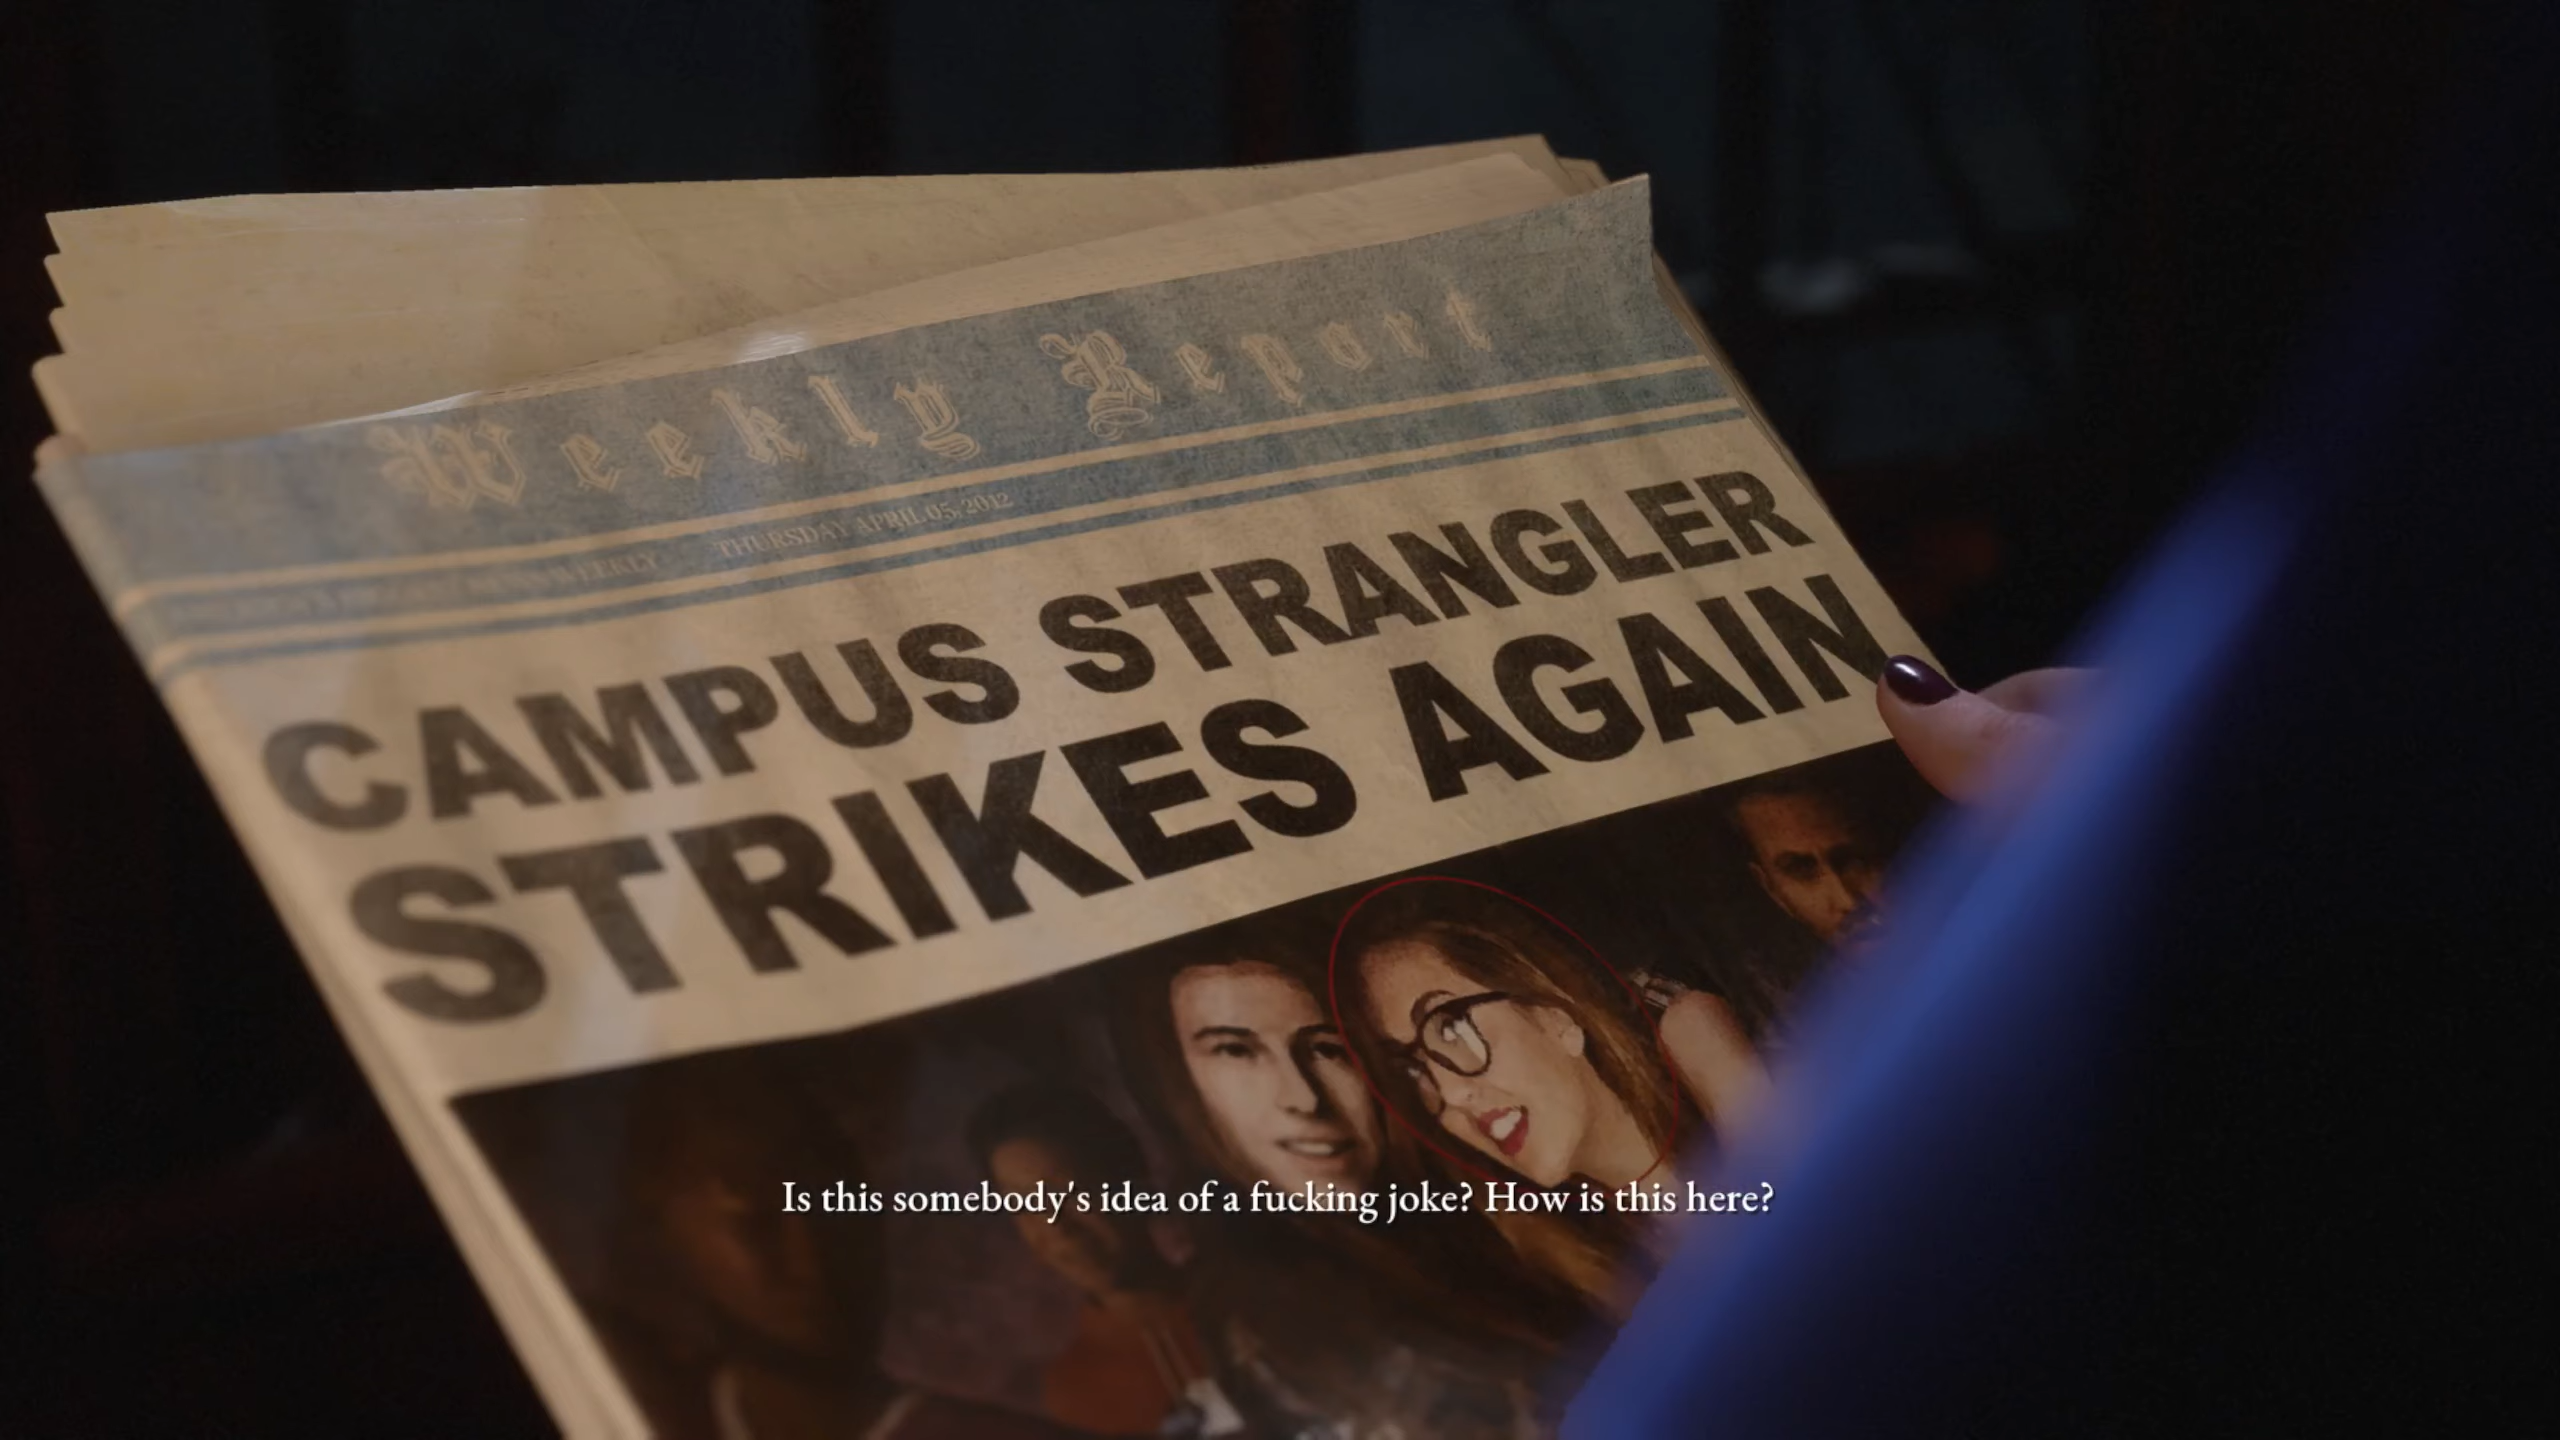 Weekly Report
THURSDAY APRIL 05, 2012
CAMPUS STRANGLER
STRIKES AGAIN
Is this somebody's idea of a fucking joke? How is this here?